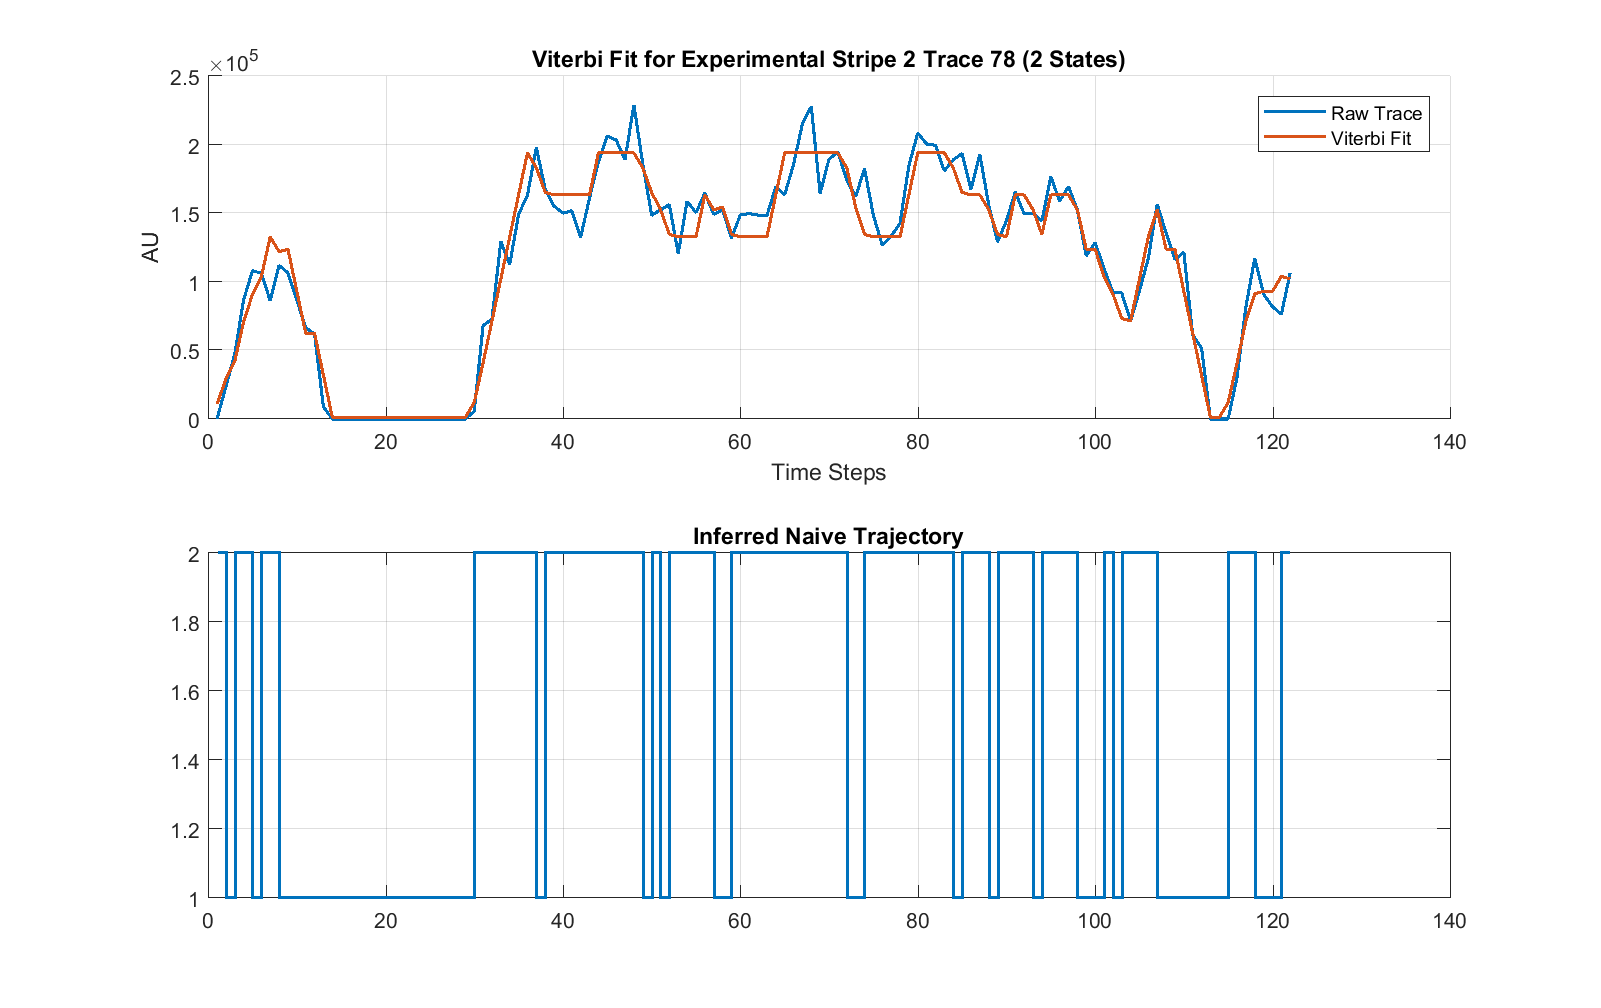 Viterbi Fit for Experimental Stripe 2 Trace 78 (2 States)
×10^5
2.5
2
1.5
1
0.5
0
AU
Raw Trace
Viterbi Fit
0 20 40 60 80 100 120 140
Time Steps
Inferred Naive Trajectory
2
1.8
1.6
1.4
1.2
1
0 20 40 60 80 100 120 140